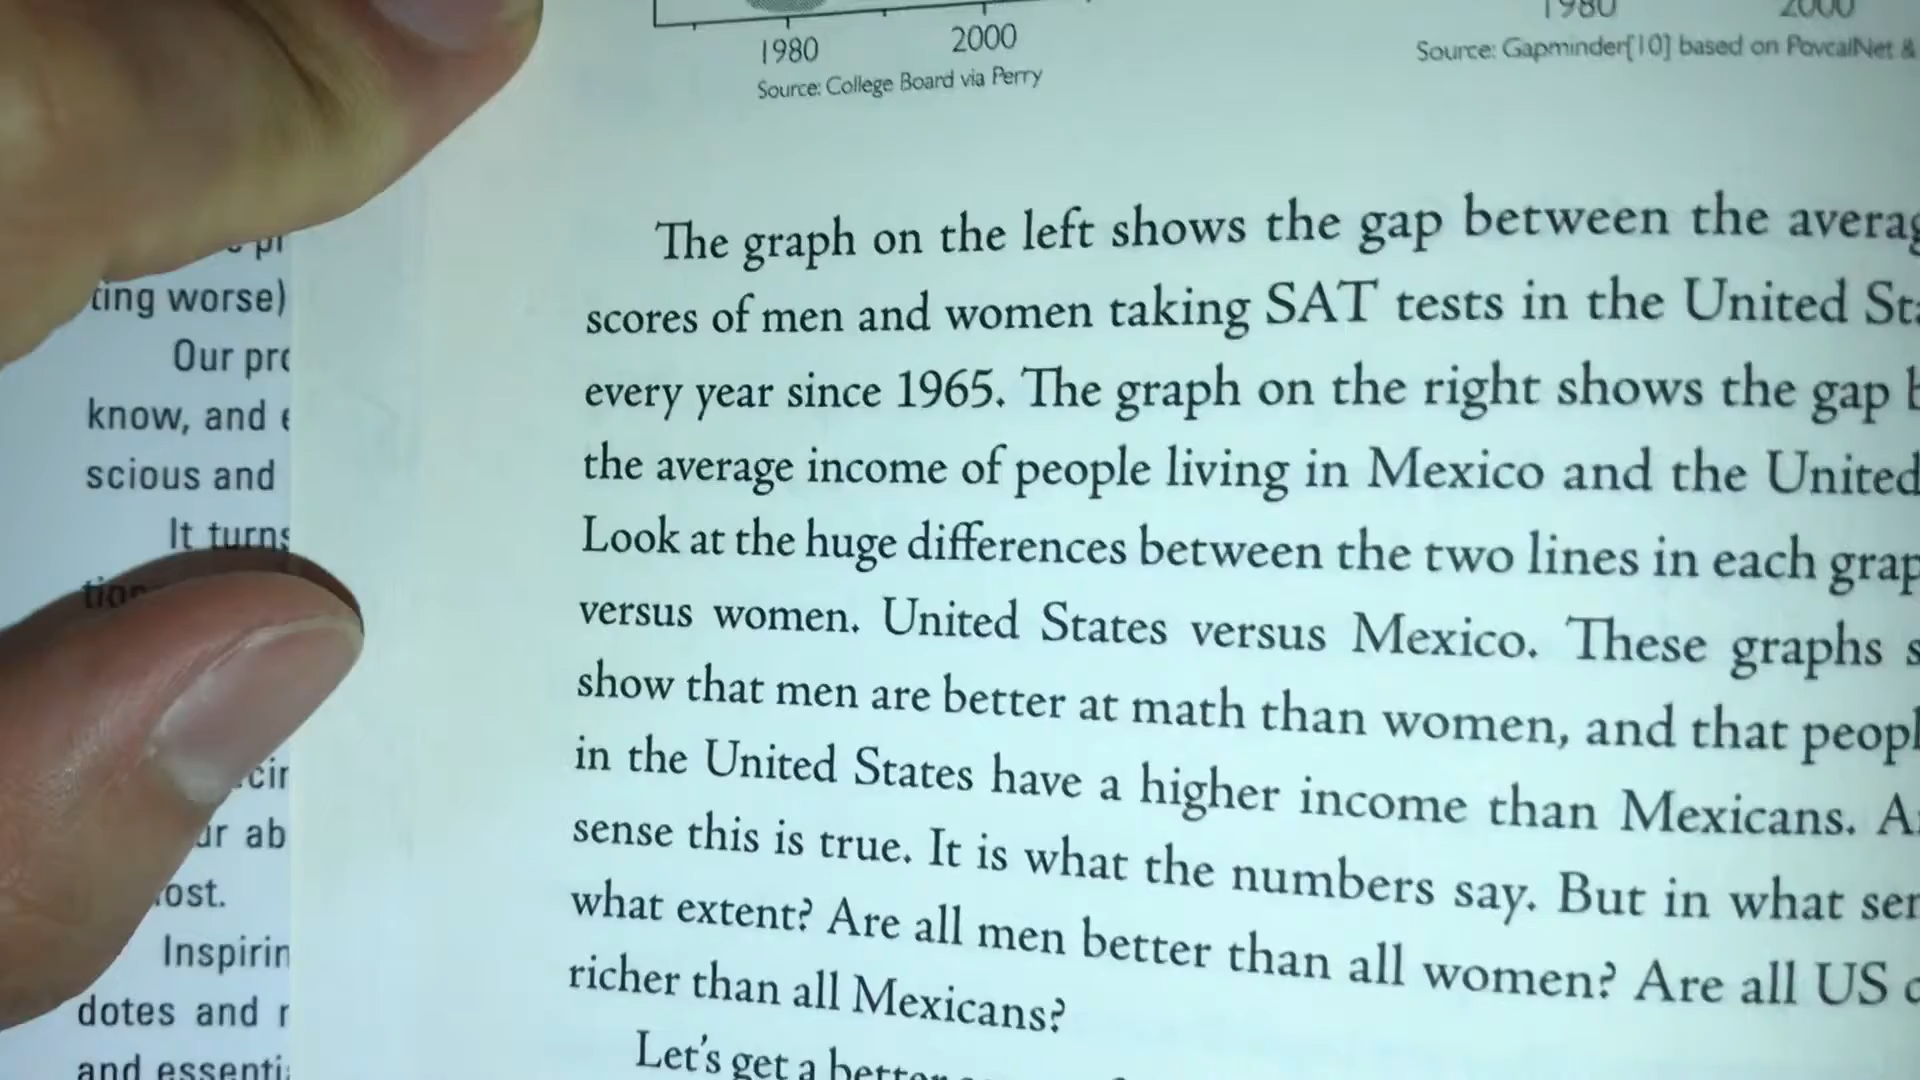 1980 2000
Source: College Board via Perry
1980 2000
Source: Gapminder[10] based on PovcalNet &
The graph on the left shows the gap between the
scores of men and women taking SAT tests in the United
every year since 1965. The graph on the right shows the gap
the average income of people living in Mexico and the United
Look at the huge differences between the two lines in each
versus women. United States versus Mexico. These graphs
show that men are better at math than women, and that
in the United States have a higher income than Mexicans.
sense this is true. It is what the numbers say. But in what
what extent? Are all men better than all women? Are all US
richer than all Mexicans?
Let's get a better
ting worse)
Our
know, and
scious and
It turns
ost.
dotes and
and